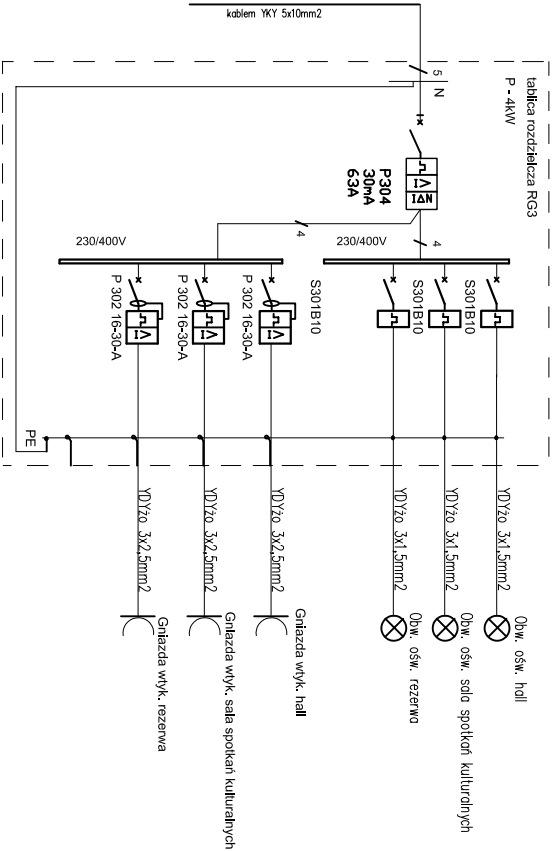 kablem YKY 5x10mm2
tablica rozdzielcza RG3
P - 4kW
5
N
P304
30mA
63A
I>
I∆N
4
4
230/400V
230/400V
S301B10
S301B10
P 302 16-30-A
P 302 16-30-A
P 302 16-30-A
I>
I>
I>
PE
YDYżo 3x1,5mm2
YDYżo 3x1,5mm2
YDYżo 3x1,5mm2
YDYżo 3x2,5mm2
YDYżo 3x2,5mm2
YDYżo 3x2,5mm2
Obw. ośw. hall
Obw. ośw. sala spotkań kulturalnych
Obw. ośw. rezerwa
Gniazda wtyk. hall
Gniazda wtyk. sala spotkań kulturalnych
Gniazda wtyk. rezerwa